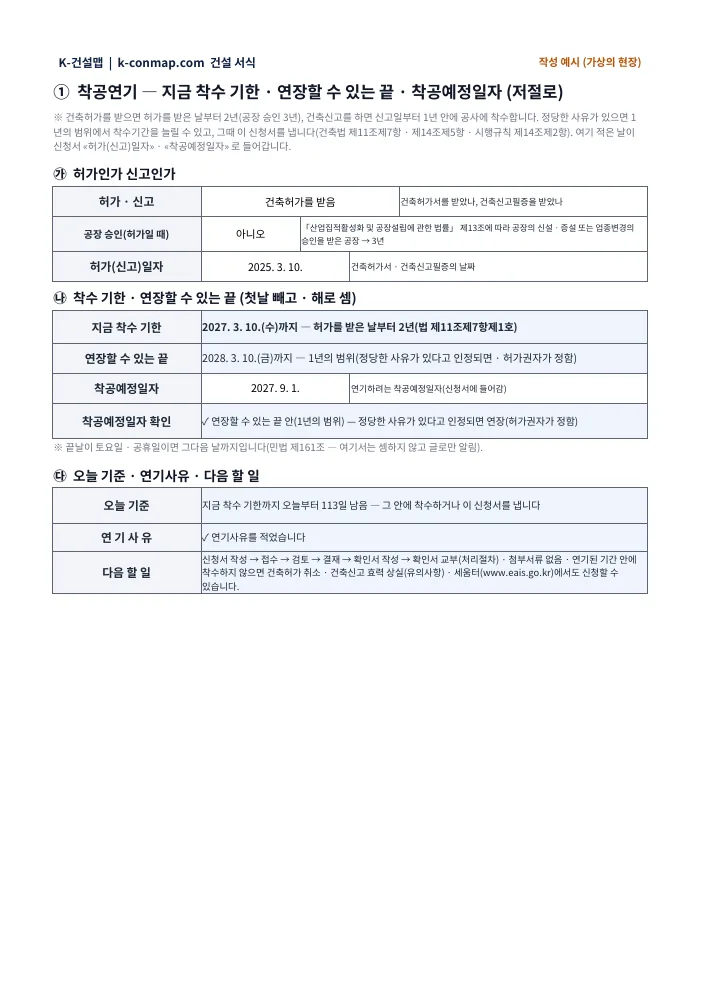 K-건설맵 | k-conmap.com 건설 서식
작성 예시 (가상의 현장)
① 착공연기 — 지금 착수 기한 · 연장할 수 있는 끝 · 착공예정일자 (저절로)
※ 건축허가를 받으면 허가를 받은 날부터 2년(공장 승인 3년), 건축신고를 하면 신고일부터 1년 안에 공사에 착수합니다. 정당한 사유가 있으면 1
년의 범위에서 착수기간을 늘릴 수 있고, 그때 이 신청서를 냅니다(건축법 제11조제7항 · 제14조제5항 · 시행규칙 제14조제2항). 여기 적은 날이
신청서 «허가(신고)일자» · «착공예정일자» 로 들어갑니다.
㉮ 허가인가 신고인가
허가 · 신고
건축허가를 받음
건축허가서를 받았나, 건축신고필증을 받았나
공장 승인(허가일 때)
아니오
「산업집적활성화 및 공장설립에 관한 법률」 제13조에 따라 공장의 신설 · 증설 또는 업종변경의
승인을 받은 공장 → 3년
허가(신고)일자
2025. 3. 10.
건축허가서 · 건축신고필증의 날짜
㉯ 착수 기한 · 연장할 수 있는 끝 (첫날 빼고 · 해로 셈)
지금 착수 기한
2027. 3. 10.(수)까지 — 허가를 받은 날부터 2년(법 제11조제7항제1호)
연장할 수 있는 끝
2028. 3. 10.(금)까지 — 1년의 범위(정당한 사유가 있다고 인정되면 · 허가권자가 정함)
착공예정일자
2027. 9. 1.
연기하려는 착공예정일자(신청서에 들어감)
착공예정일자 확인
✓ 연장할 수 있는 끝 안(1년의 범위) — 정당한 사유가 있다고 인정되면 연장(허가권자가 정함)
※ 끝날이 토요일 · 공휴일이면 그다음 날까지입니다(민법 제161조 — 여기서는 셈하지 않고 글로만 알림).
㉰ 오늘 기준 · 연기사유 · 다음 할 일
오늘 기준
지금 착수 기한까지 오늘부터 113일 남음 — 그 안에 착수하거나 이 신청서를 냅니다
연 기 사 유
✓ 연기사유를 적었습니다
다음 할 일
신청서 작성 → 접수 → 검토 → 결재 → 확인서 작성 → 확인서 교부(처리절차) · 첨부서류 없음 · 연기된 기간 안에
착수하지 않으면 건축허가 취소 · 건축신고 효력 상실(유의사항) · 세움터(www.eais.go.kr)에서도 신청할 수
있습니다.